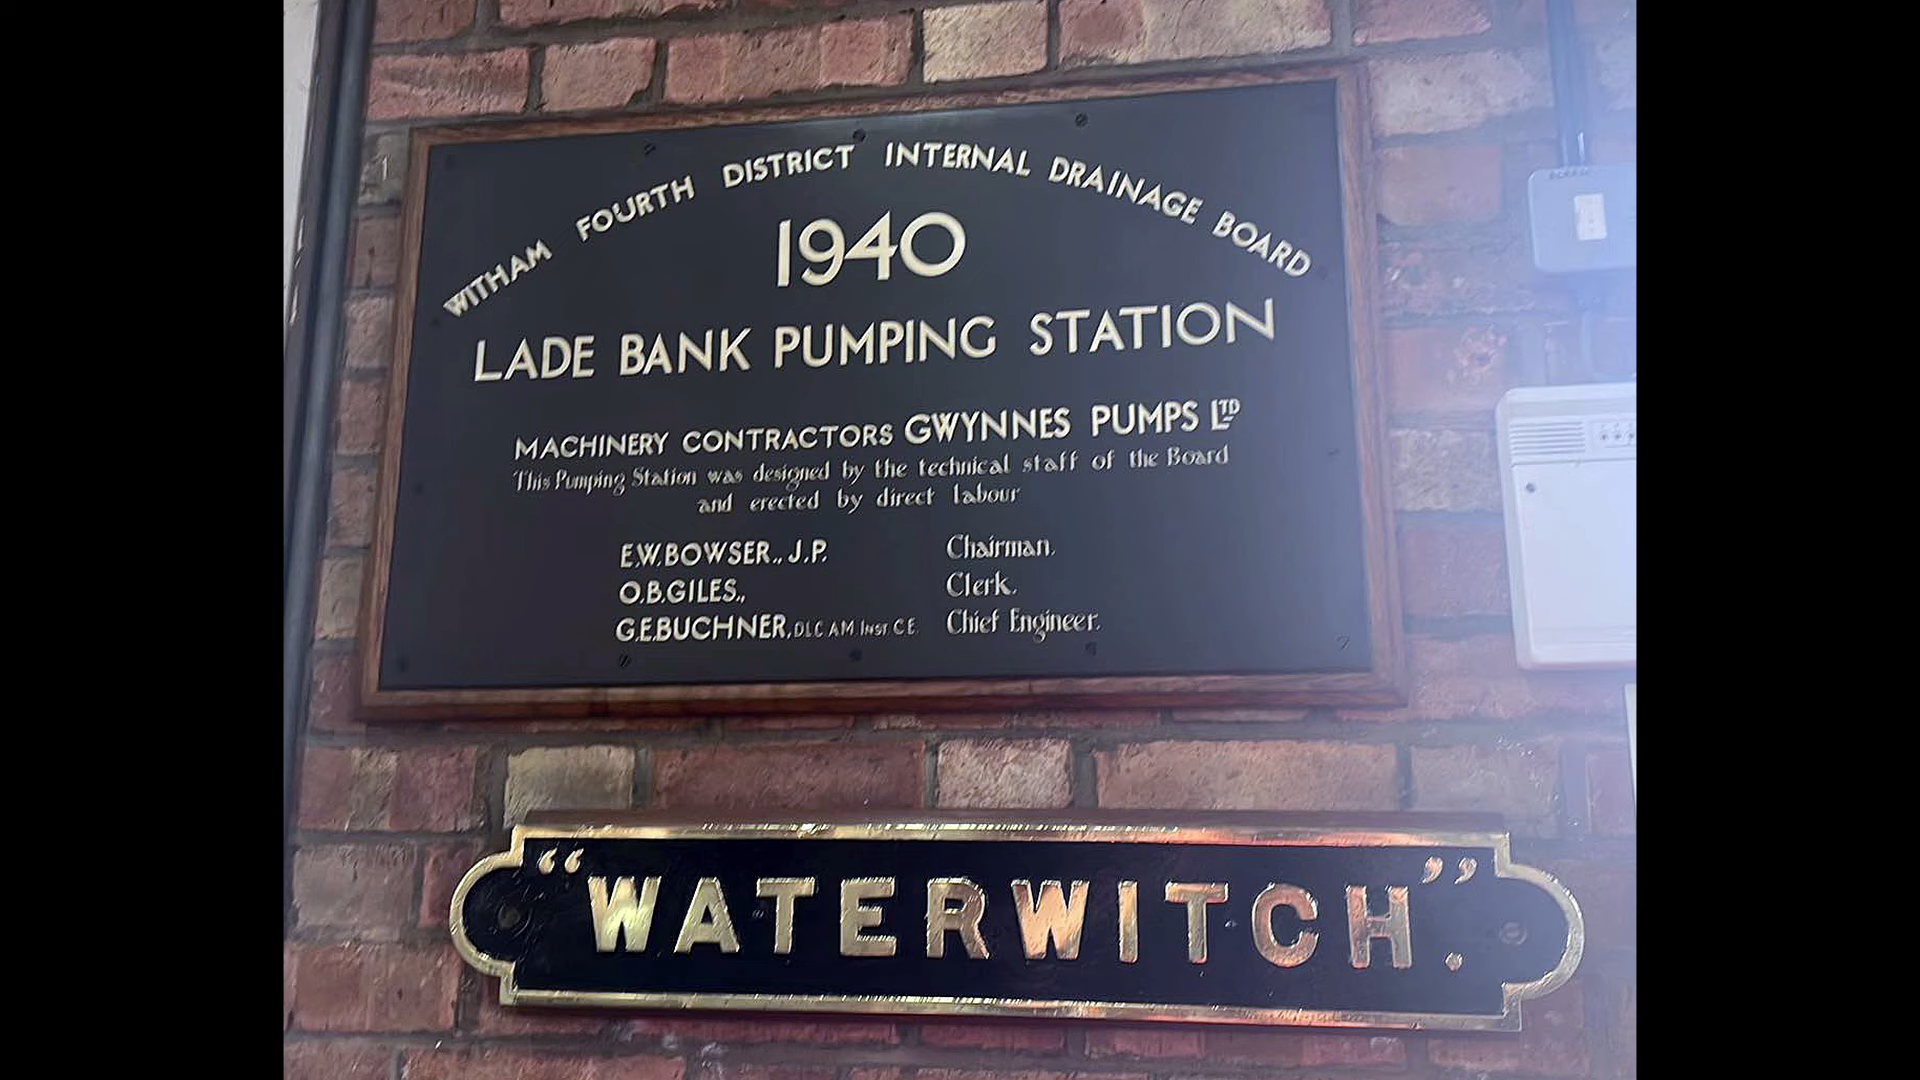 WITHAM FOURTH DISTRICT INTERNAL DRAINAGE BOARD
1940
LADE BANK PUMPING STATION
MACHINERY CONTRACTORS GWYNNES PUMPS LTD
This Pumping Station was designed by the technical staff of the Board
and erected by direct labour
E.W.BOWSER., J.P. Chairman.
O.B.GILES., Clerk.
G.E.BUCHNER, DLC A.M. INST C.E. Chief Engineer.
"WATERWITCH".